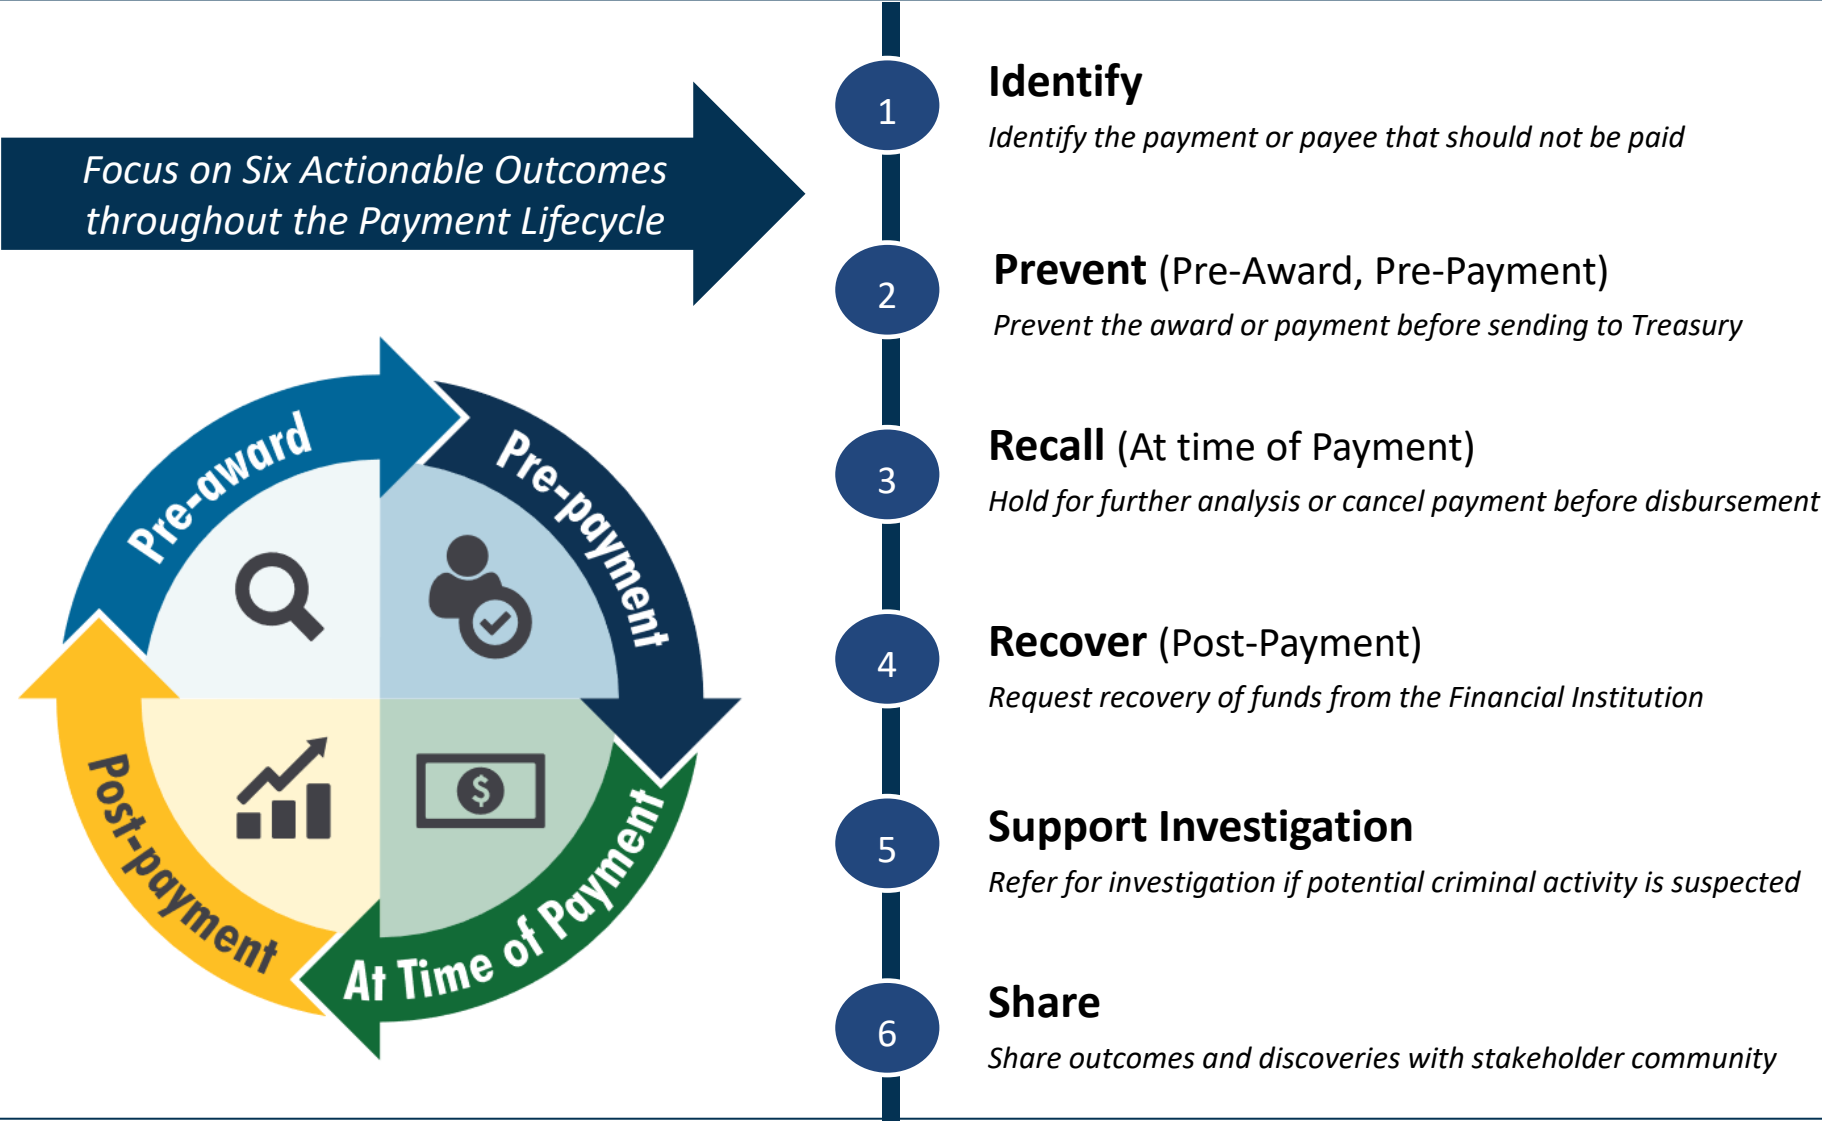 Focus on Six Actionable Outcomes
throughout the Payment Lifecycle
Pre-award
Pre-payment
At Time of Payment
Post-payment
$
1
Identify
Identify the payment or payee that should not be paid
2
Prevent (Pre-Award, Pre-Payment)
Prevent the award or payment before sending to Treasury
3
Recall (At time of Payment)
Hold for further analysis or cancel payment before disbursement
4
Recover (Post-Payment)
Request recovery of funds from the Financial Institution
5
Support Investigation
Refer for investigation if potential criminal activity is suspected
6
Share
Share outcomes and discoveries with stakeholder community